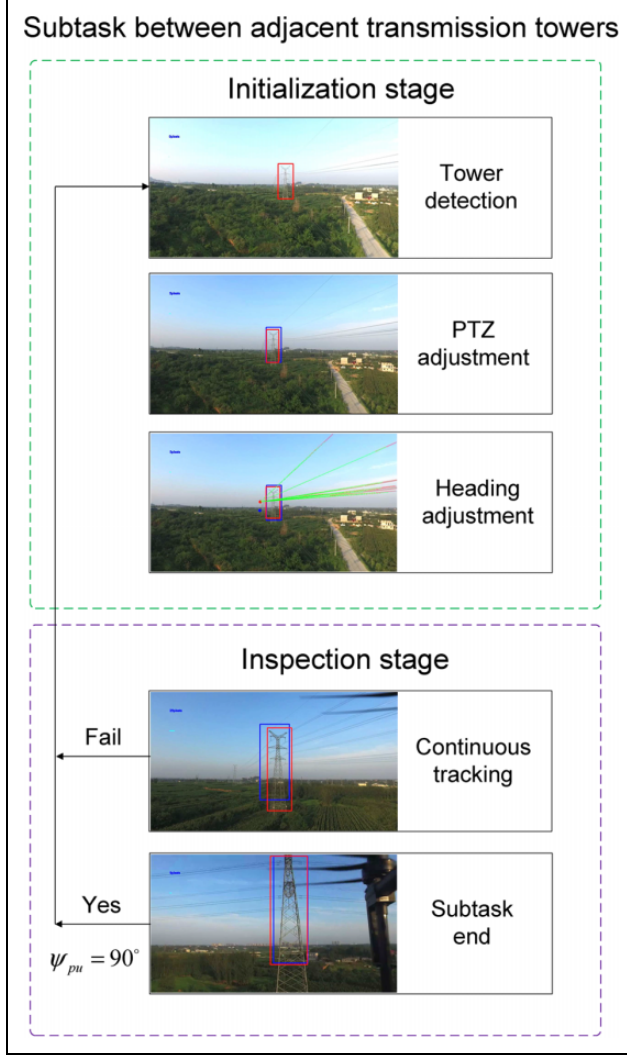 Subtask between adjacent transmission towers
Initialization stage
Tower
detection
PTZ
adjustment
Heading
adjustment
Inspection stage
Fail
Continuous
tracking
Yes
Subtask
end
ψ_pu = 90°